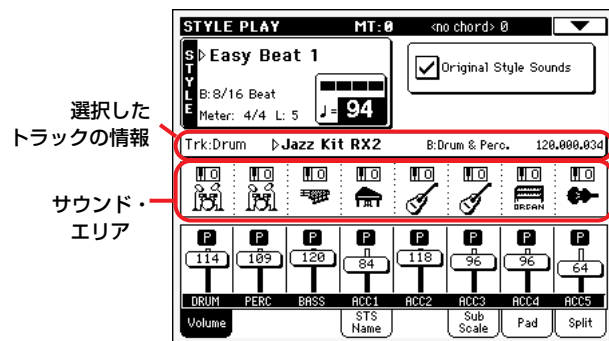 STYLE PLAY MT:0 <no chord> 0
STYLE
Easy Beat 1
B:8/16 Beat
Meter: 4/4 L: 5
♩= 94
Original Style Sounds
選択した
トラックの情報
Trk:Drum Jazz Kit RX2 B:Drum & Perc. 120.000.034
サウンド・
エリア
ORGAN
P P P P P P P P
114 109 120 84 118 96 96 64
DRUM PERC BASS ACC1 ACC2 ACC3 ACC4 ACC5
Volume STS Name Sub Scale Pad Split